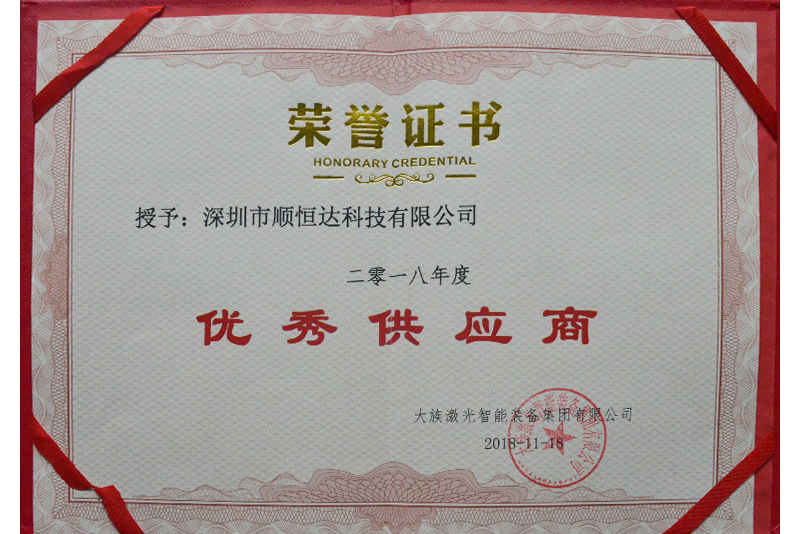 荣誉证书
HONORARY CREDENTIAL
授予：深圳市顺恒达科技有限公司
二零一八年度
优秀供应商
大族激光智能装备集团有限公司
2018-11-18